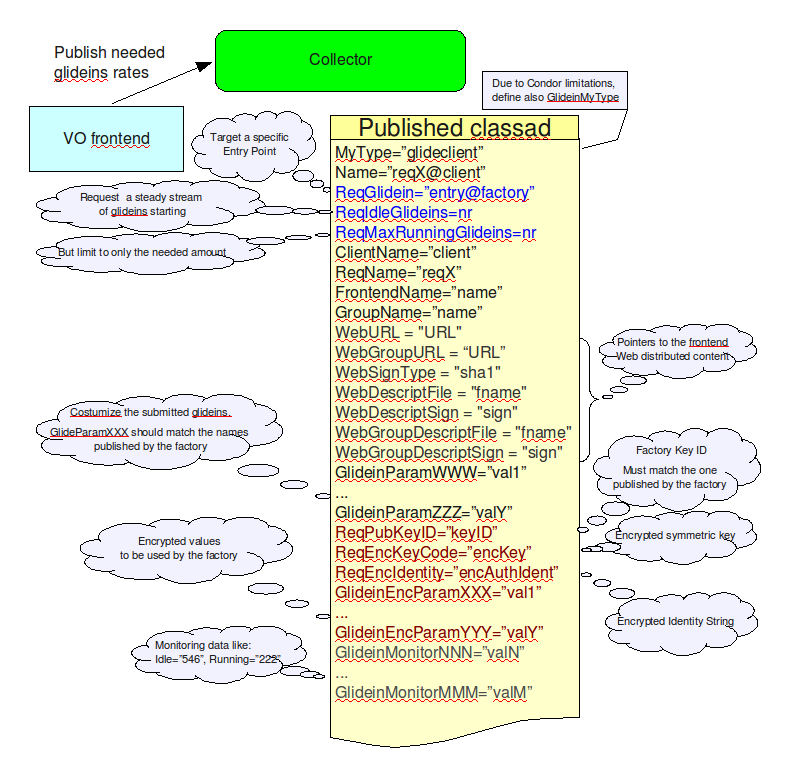 Publish needed
glideins rates
Collector
Due to Condor limitations,
define also GlideinMyType
VO frontend
Target a specific
Entry Point
Request a steady stream
of glideins starting
But limit to only the needed amount
Published classad
MyType="glideclient"
Name="reqX@client"
ReqGlidein="entry@factory"
ReqIdleGlideins=nr
ReqMaxRunningGlideins=nr
ClientName="client"
ReqName="reqX"
FrontendName="name"
GroupName="name"
WebURL = "URL"
WebGroupURL = “URL”
WebSignType = "sha1"
WebDescriptFile = "fname"
WebDescriptSign = "sign"
WebGroupDescriptFile = "fname"
WebGroupDescriptSign = "sign"
GlideinParamWWW="val1"
...
GlideinParamZZZ="valY"
ReqPubKeyID="keyID"
ReqEncKeyCode="encKey"
ReqEncIdentity="encAuthIdent"
GlideinEncParamXXX="val1"
...
GlideinEncParamYYY="valY"
GlideinMonitorNNN="valN"
...
GlideinMonitorMMM="valM"
Pointers to the frontend
Web distributed content
Costumize the submitted glideins.
GlideParamXXX should match the names
published by the factory
Factory Key ID
Must match the one
published by the factory
Encrypted values
to be used by the factory
Encrypted symmetric key
Encrypted Identity String
Monitoring data like:
Idle="546", Running="222"